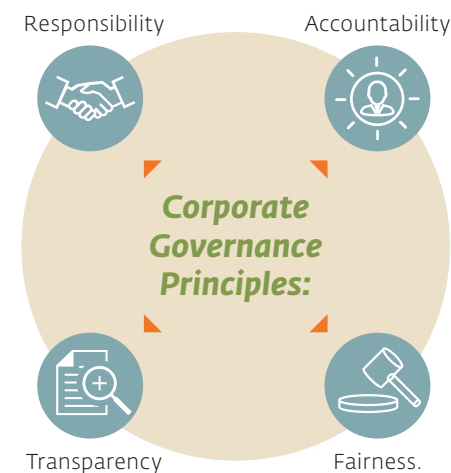 Responsibility
Accountability
Corporate
Governance
Principles:
Transparency
Fairness.